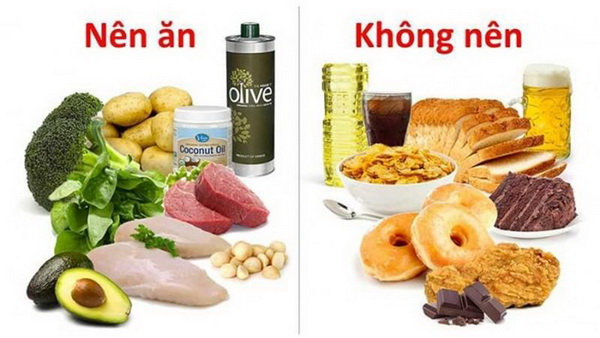 Nên ăn
Không nên
olive
Coconut Oil